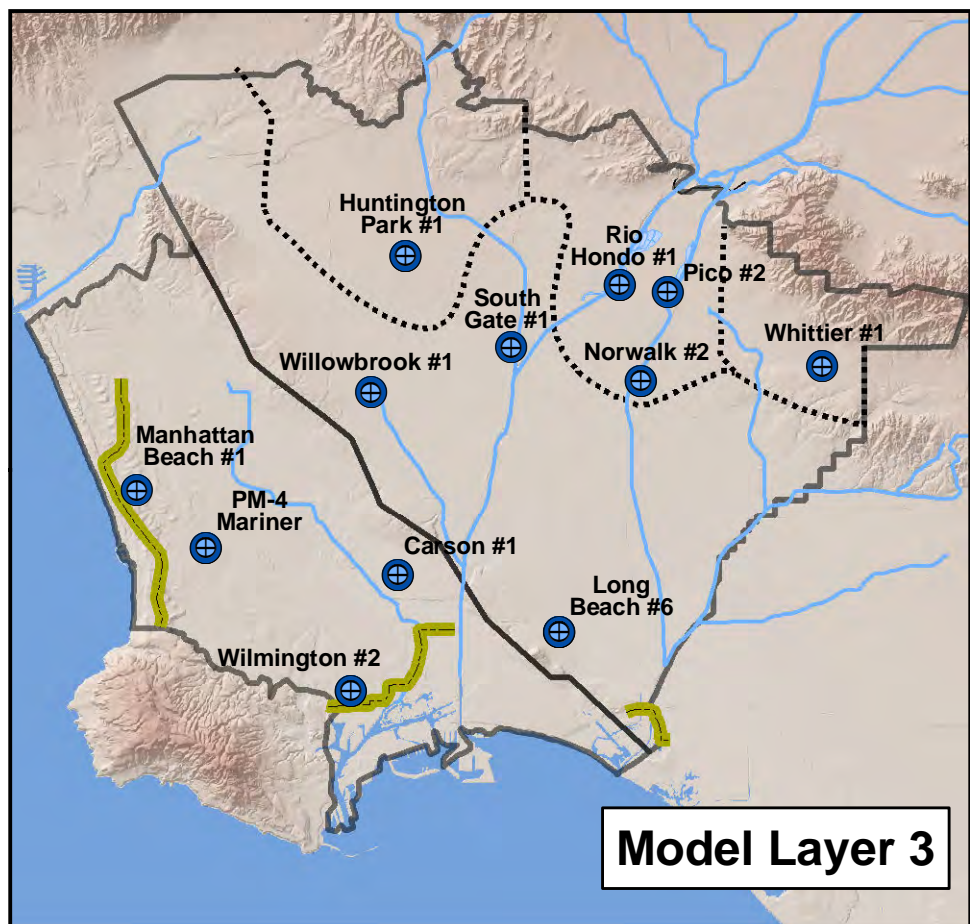 Huntington
Park #1
Rio
Hondo #1
Pico #2
South
Gate #1
Whittier #1
Willowbrook #1
Norwalk #2
Manhattan
Beach #1
PM-4
Mariner
Carson #1
Long
Beach #6
Wilmington #2
Model Layer 3